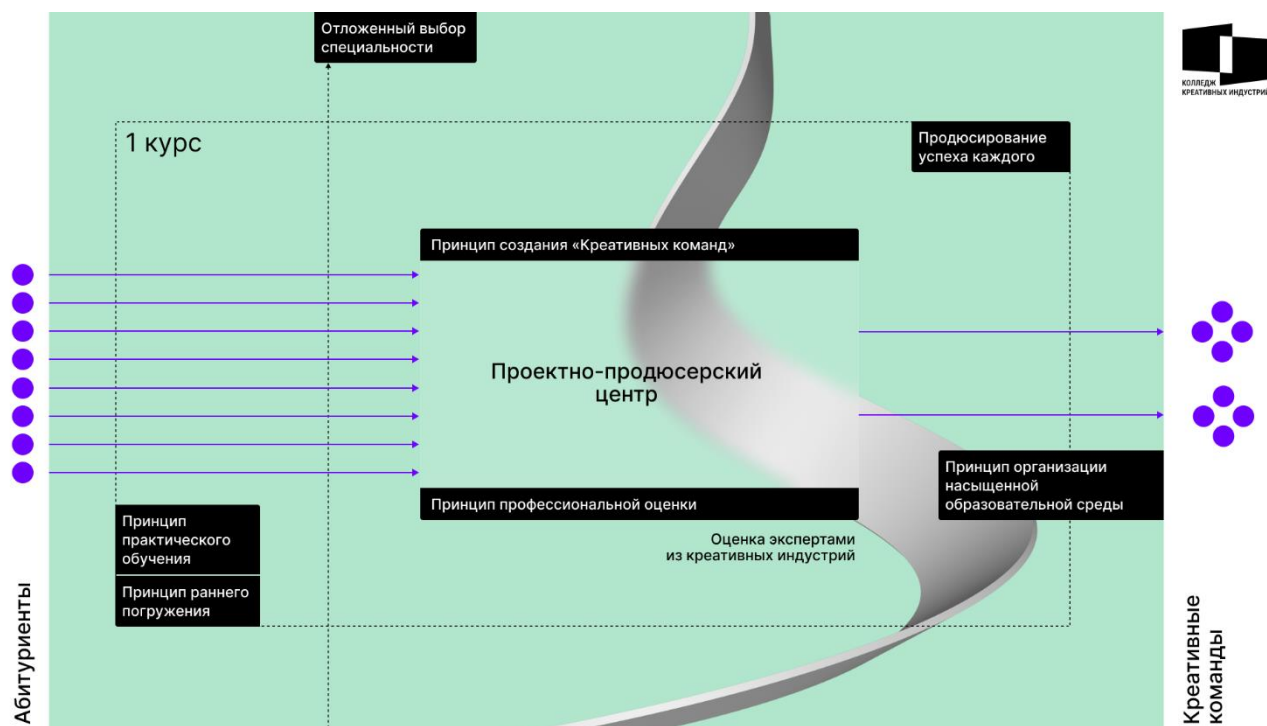 Отложенный выбор
специальности
КОЛЛЕДЖ
КРЕАТИВНЫХ ИНДУСТРИЙ
1 курс
Продюсирование
успеха каждого
Принцип создания «Креативных команд»
Проектно-продюсерский
центр
Принцип организации
насыщенной
образовательной среды
Принцип профессиональной оценки
Оценка экспертами
из креативных индустрий
Принцип
практического
обучения
Принцип раннего
погружения
Абитуриенты
Креативные
команды